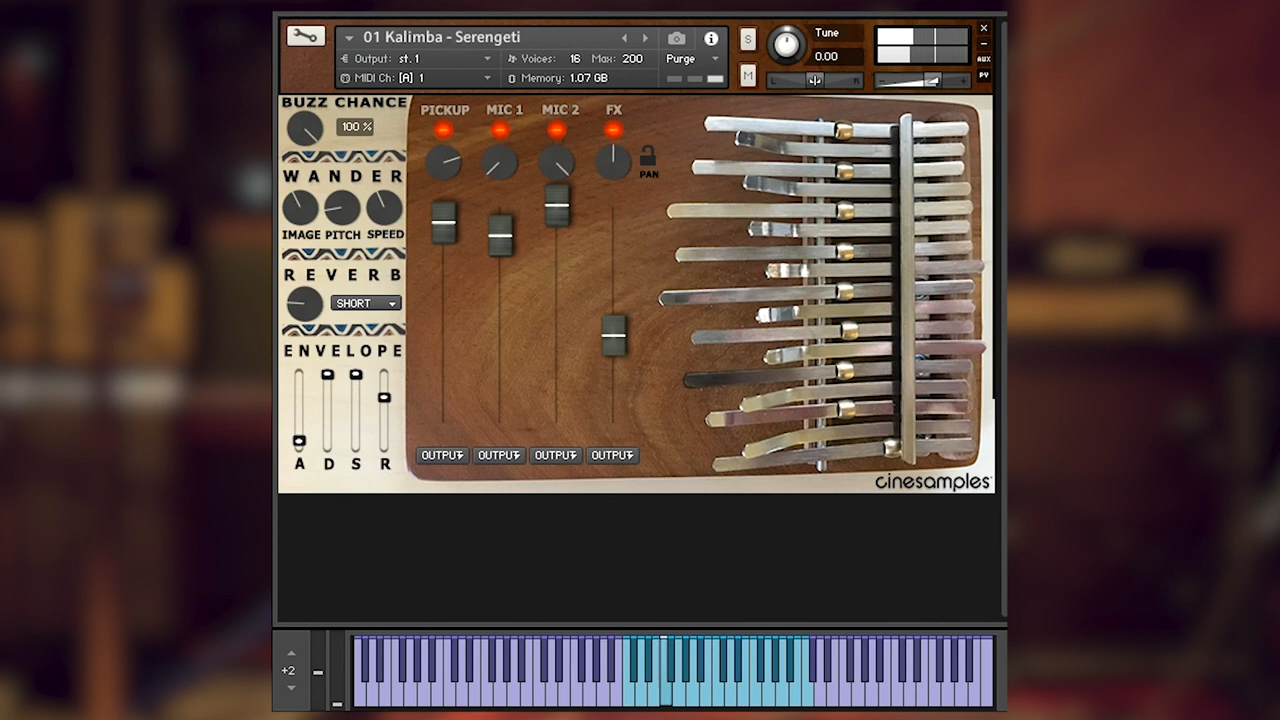 01 Kalimba - Serengeti
Output: st. 1
Voices: 16 Max: 200
Purge
MIDI Ch: [A] 1
Memory: 1.07 GB
S
M
Tune
0.00
L R
- +
×
–
AUX
PV
BUZZ CHANCE
100 %
WANDER
IMAGE PITCH SPEED
REVERB
SHORT
ENVELOPE
A D S R
PICKUP MIC 1 MIC 2 FX
PAN
OUTPUT OUTPUT OUTPUT OUTPUT
cinesamples
+2